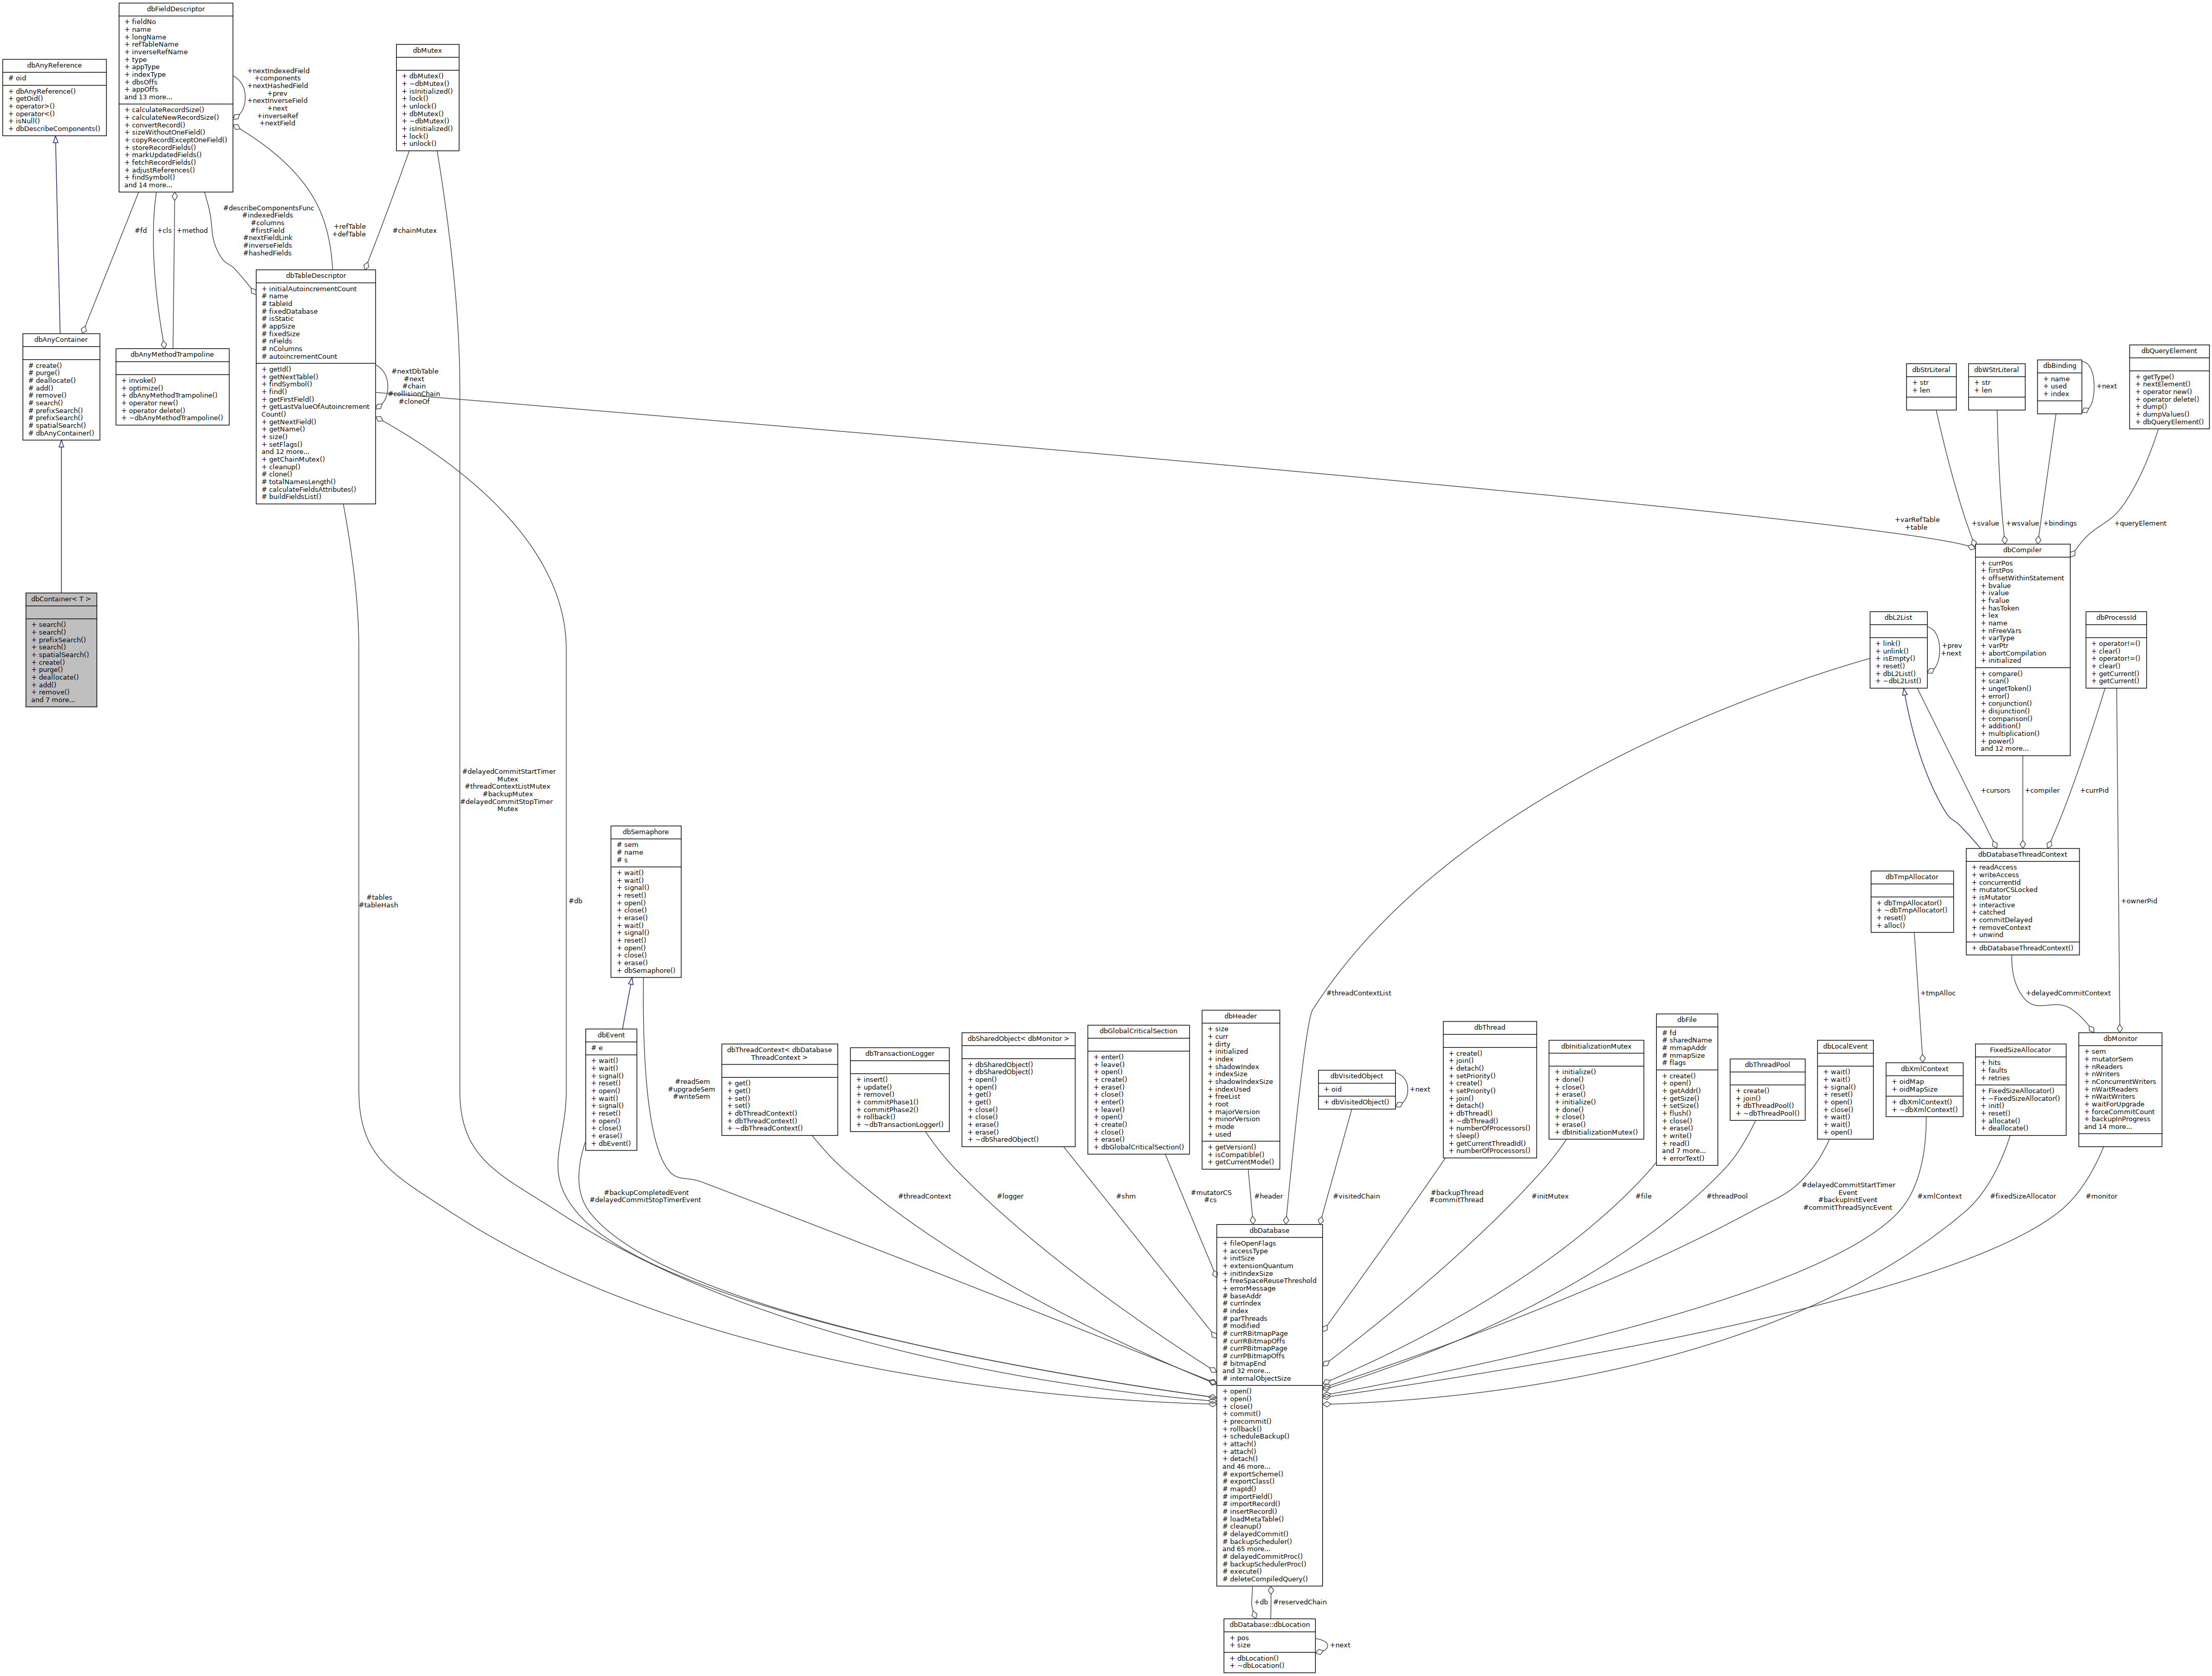 dbFieldDescriptor
+ fieldNo
+ name
+ longName
+ refTableName
+ inverseRefName
+ type
+ appType
+ indexType
+ dbsOffs
+ appOffs
and 13 more...
+ calculateRecordSize()
+ calculateNewRecordSize()
+ convertRecord()
+ sizeWithoutOneField()
+ copyRecordExceptOneField()
+ storeRecordFields()
+ markUpdatedFields()
+ fetchRecordFields()
+ adjustReferences()
+ findSymbol()
and 14 more...
+nextIndexedField
+components
+nextHashedField
+prev
+nextInverseField
+next
+inverseRef
+nextField
dbAnyReference
# oid
+ dbAnyReference()
+ getOid()
+ operator>()
+ operator<()
+ isNull()
+ dbDescribeComponents()
dbMutex
+ dbMutex()
+ ~dbMutex()
+ isInitialized()
+ lock()
+ unlock()
+ dbMutex()
+ ~dbMutex()
+ isInitialized()
+ lock()
+ unlock()
#fd
+cls
+method
#describeComponentsFunc
#indexedFields
#columns
#firstField
#nextFieldLink
#inverseFields
#hashedFields
+refTable
+defTable
#chainMutex
dbAnyContainer
# create()
# purge()
# deallocate()
# add()
# remove()
# search()
# prefixSearch()
# prefixSearch()
# spatialSearch()
# dbAnyContainer()
dbAnyMethodTrampoline
+ invoke()
+ optimize()
+ dbAnyMethodTrampoline()
+ operator new()
+ operator delete()
+ ~dbAnyMethodTrampoline()
dbTableDescriptor
+ initialAutoincrementCount
# name
# tableId
# fixedDatabase
# isStatic
# appSize
# fixedSize
# nFields
# nColumns
# autoincrementCount
+ getId()
+ getNextTable()
+ findSymbol()
+ find()
+ getFirstField()
+ getLastValueOfAutoincrement
Count()
+ getNextField()
+ getName()
+ size()
+ setFlags()
and 12 more...
+ getChainMutex()
+ cleanup()
# clone()
# totalNamesLength()
# calculateFieldsAttributes()
# buildFieldsList()
#nextDbTable
#next
#chain
#collisionChain
#cloneOf
dbStrLiteral
+ str
+ len
dbWStrLiteral
+ str
+ len
dbBinding
+ name
+ used
+ index
+next
dbQueryElement
+ getType()
+ nextElement()
+ operator new()
+ operator delete()
+ dump()
+ dumpValues()
+ dbQueryElement()
+varRefTable
+table
+svalue
+wsvalue
+bindings
+queryElement
dbContainer< T >
+ search()
+ search()
+ prefixSearch()
+ search()
+ spatialSearch()
+ create()
+ purge()
+ deallocate()
+ add()
+ remove()
and 7 more...
dbCompiler
+ currPos
+ firstPos
+ offsetWithinStatement
+ bvalue
+ ivalue
+ fvalue
+ hasToken
+ lex
+ name
+ nFreeVars
+ varType
+ varPtr
+ abortCompilation
+ initialized
+ compare()
+ scan()
+ ungetToken()
+ error()
+ conjunction()
+ disjunction()
+ comparison()
+ addition()
+ multiplication()
+ power()
and 12 more...
dbL2List
+ link()
+ unlink()
+ isEmpty()
+ reset()
+ dbL2List()
+ ~dbL2List()
+prev
+next
dbProcessId
+ operator!=()
+ clear()
+ operator!=()
+ clear()
+ getCurrent()
+ getCurrent()
#delayedCommitStartTimer
Mutex
#threadContextListMutex
#backupMutex
#delayedCommitStopTimer
Mutex
+cursors
+compiler
+currPid
#tables
#tableHash
#db
dbSemaphore
# sem
# name
# s
+ wait()
+ wait()
+ signal()
+ reset()
+ open()
+ close()
+ erase()
+ wait()
+ signal()
+ reset()
+ open()
+ close()
+ erase()
+ dbSemaphore()
dbDatabaseThreadContext
+ readAccess
+ writeAccess
+ concurrentId
+ mutatorCSLocked
+ isMutator
+ interactive
+ catched
+ commitDelayed
+ removeContext
+ unwind
+ dbDatabaseThreadContext()
dbTmpAllocator
+ dbTmpAllocator()
+ ~dbTmpAllocator()
+ reset()
+ alloc()
+ownerPid
#threadContextList
+tmpAlloc
+delayedCommitContext
dbEvent
# e
+ wait()
+ wait()
+ signal()
+ reset()
+ open()
+ wait()
+ signal()
+ reset()
+ open()
+ close()
+ erase()
+ dbEvent()
#readSem
#upgradeSem
#writeSem
dbThreadContext< dbDatabase
ThreadContext >
+ get()
+ get()
+ set()
+ set()
+ dbThreadContext()
+ dbThreadContext()
+ ~dbThreadContext()
dbTransactionLogger
+ insert()
+ update()
+ remove()
+ commitPhase1()
+ commitPhase2()
+ rollback()
+ ~dbTransactionLogger()
dbSharedObject< dbMonitor >
+ dbSharedObject()
+ dbSharedObject()
+ open()
+ open()
+ get()
+ get()
+ close()
+ close()
+ erase()
+ erase()
+ ~dbSharedObject()
dbGlobalCriticalSection
+ enter()
+ leave()
+ open()
+ create()
+ erase()
+ close()
+ enter()
+ leave()
+ open()
+ create()
+ close()
+ erase()
+ dbGlobalCriticalSection()
dbHeader
+ size
+ curr
+ dirty
+ initialized
+ index
+ shadowIndex
+ indexSize
+ shadowIndexSize
+ indexUsed
+ freeList
+ root
+ majorVersion
+ minorVersion
+ mode
+ used
+ getVersion()
+ isCompatible()
+ getCurrentMode()
dbVisitedObject
+ oid
+ dbVisitedObject()
+next
dbThread
+ create()
+ join()
+ detach()
+ setPriority()
+ create()
+ setPriority()
+ join()
+ detach()
+ dbThread()
+ ~dbThread()
+ numberOfProcessors()
+ sleep()
+ getCurrentThreadId()
+ numberOfProcessors()
dbInitializationMutex
+ initialize()
+ done()
+ close()
+ erase()
+ initialize()
+ done()
+ close()
+ erase()
+ dbInitializationMutex()
dbFile
# fd
# sharedName
# mmapAddr
# mmapSize
# flags
+ create()
+ open()
+ getAddr()
+ getSize()
+ setSize()
+ flush()
+ close()
+ erase()
+ write()
+ read()
and 7 more...
+ errorText()
dbThreadPool
+ create()
+ join()
+ dbThreadPool()
+ ~dbThreadPool()
dbLocalEvent
+ wait()
+ wait()
+ signal()
+ reset()
+ open()
+ close()
+ wait()
+ wait()
+ open()
dbXmlContext
+ oidMap
+ oidMapSize
+ dbXmlContext()
+ ~dbXmlContext()
FixedSizeAllocator
+ hits
+ faults
+ retries
+ FixedSizeAllocator()
+ ~FixedSizeAllocator()
+ init()
+ reset()
+ allocate()
+ deallocate()
dbMonitor
+ sem
+ mutatorSem
+ nReaders
+ nWriters
+ nConcurrentWriters
+ nWaitReaders
+ nWaitWriters
+ waitForUpgrade
+ forceCommitCount
+ backupInProgress
and 14 more...
#backupCompletedEvent
#delayedCommitStopTimerEvent
#threadContext
#logger
#shm
#mutatorCS
#cs
#header
#visitedChain
#backupThread
#commitThread
#initMutex
#file
#threadPool
#delayedCommitStartTimer
Event
#backupInitEvent
#commitThreadSyncEvent
#xmlContext
#fixedSizeAllocator
#monitor
dbDatabase
+ fileOpenFlags
+ accessType
+ initSize
+ extensionQuantum
+ initIndexSize
+ freeSpaceReuseThreshold
+ errorMessage
# baseAddr
# currIndex
# index
# parThreads
# modified
# currRBitmapPage
# currRBitmapOffs
# currPBitmapPage
# currPBitmapOffs
# bitmapEnd
and 32 more...
# internalObjectSize
+ open()
+ open()
+ close()
+ commit()
+ precommit()
+ rollback()
+ scheduleBackup()
+ attach()
+ attach()
+ detach()
and 46 more...
# exportScheme()
# exportClass()
# mapId()
# importField()
# importRecord()
# insertRecord()
# loadMetaTable()
# cleanup()
# delayedCommit()
# backupScheduler()
and 65 more...
# delayedCommitProc()
# backupSchedulerProc()
# execute()
# deleteCompiledQuery()
+db
#reservedChain
dbDatabase::dbLocation
+ pos
+ size
+ dbLocation()
+ ~dbLocation()
+next